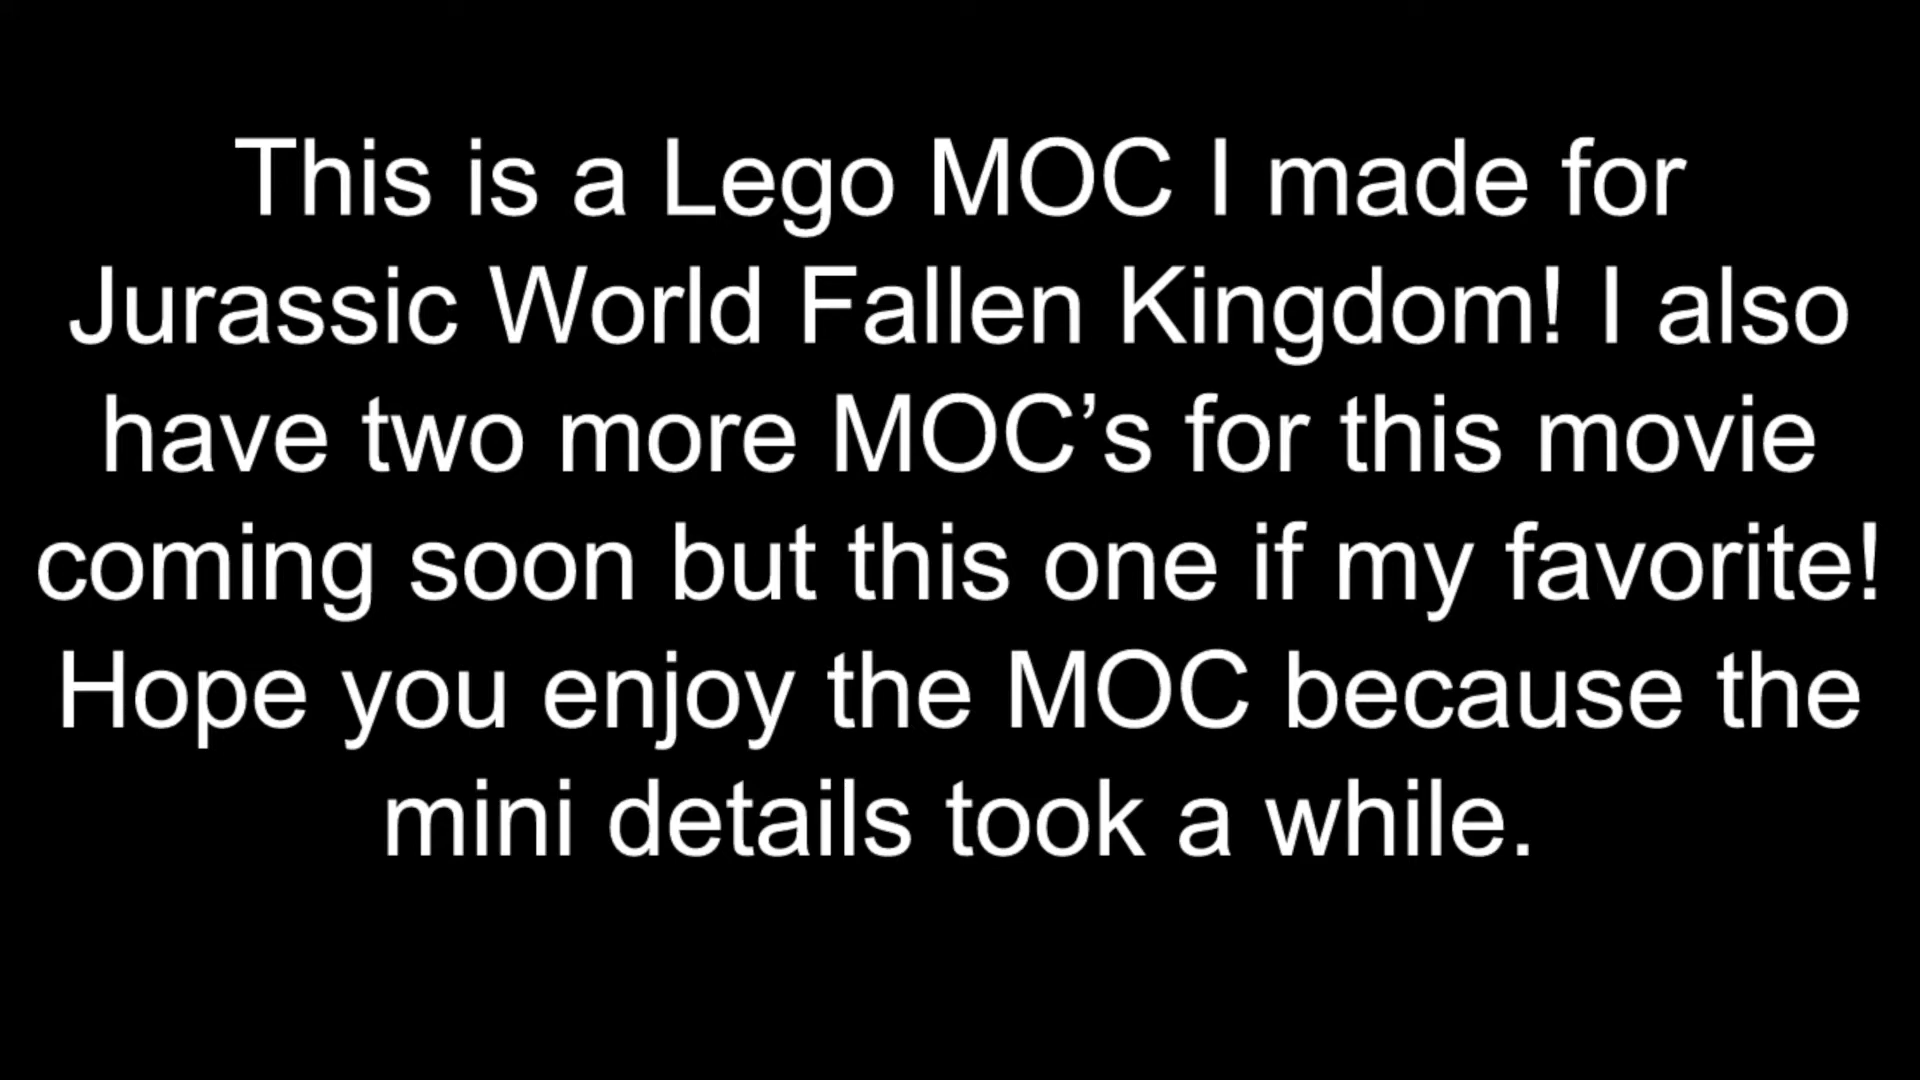 This is a Lego MOC I made for
Jurassic World Fallen Kingdom! I also
have two more MOC’s for this movie
coming soon but this one if my favorite!
Hope you enjoy the MOC because the
mini details took a while.